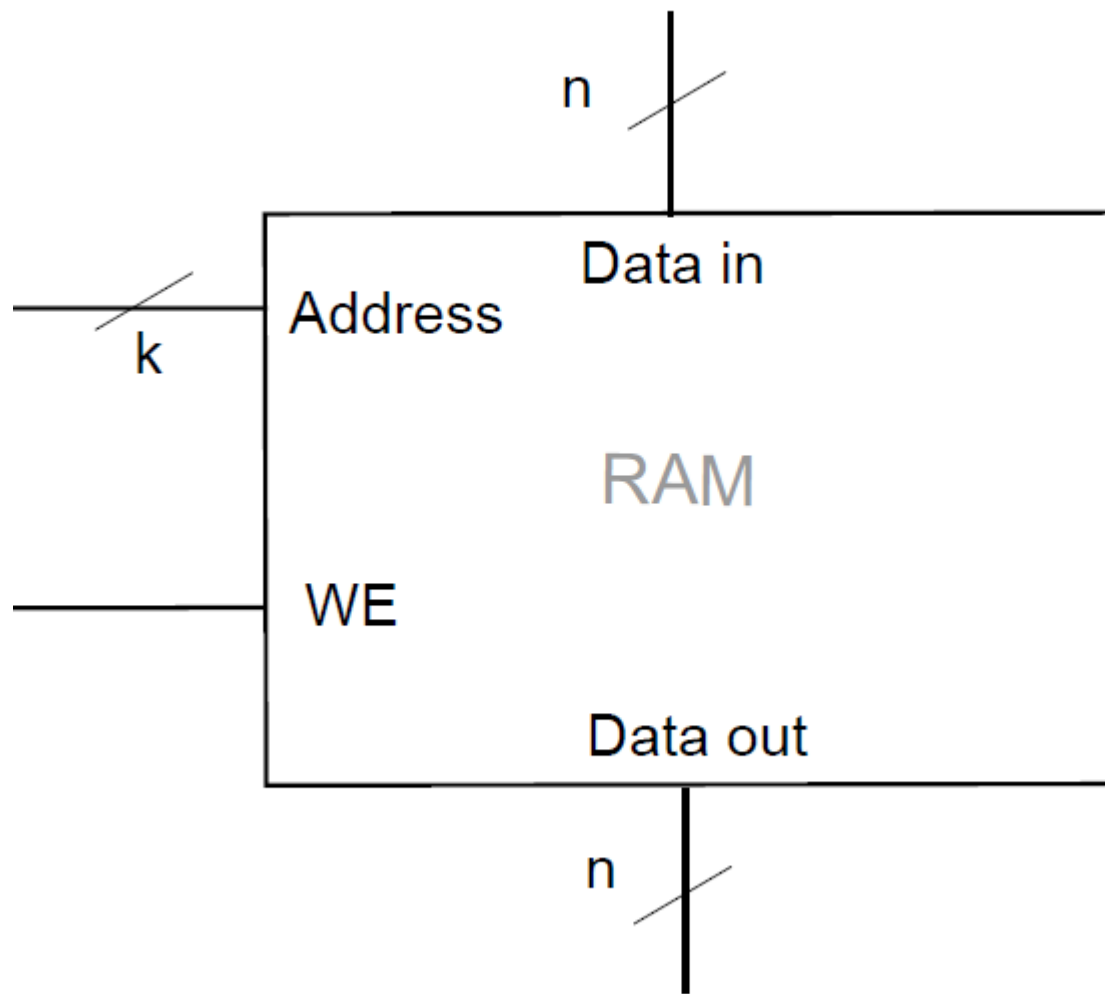 n
Data in
Address
k
RAM
WE
Data out
n